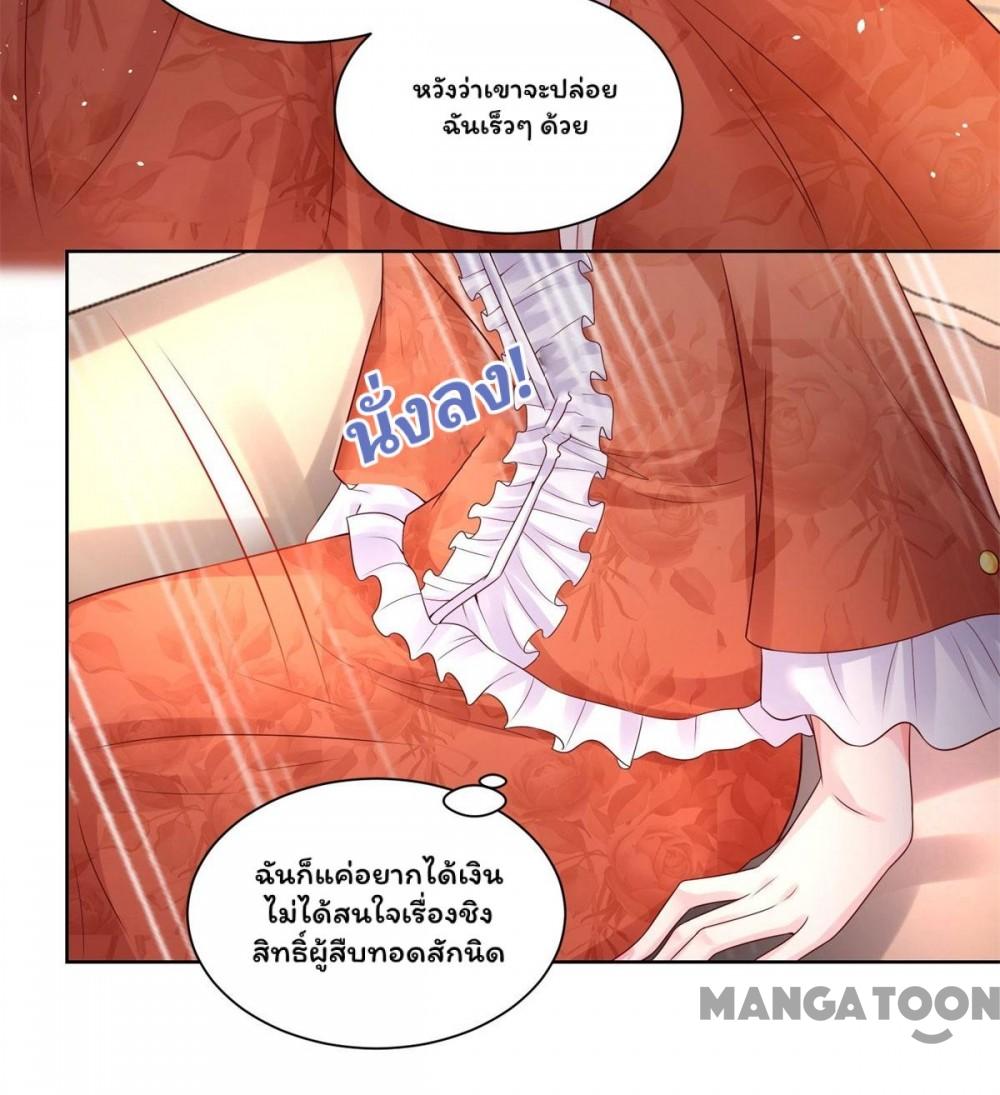 หวังว่าเขาจะปล่อย
ฉันเร็วๆ ด้วย
นั่งลง!
ฉันก็แค่อยากได้เงิน
ไม่ได้สนใจเรื่องชิง
สิทธิ์ผู้สืบทอดสักนิด
MANGATOON